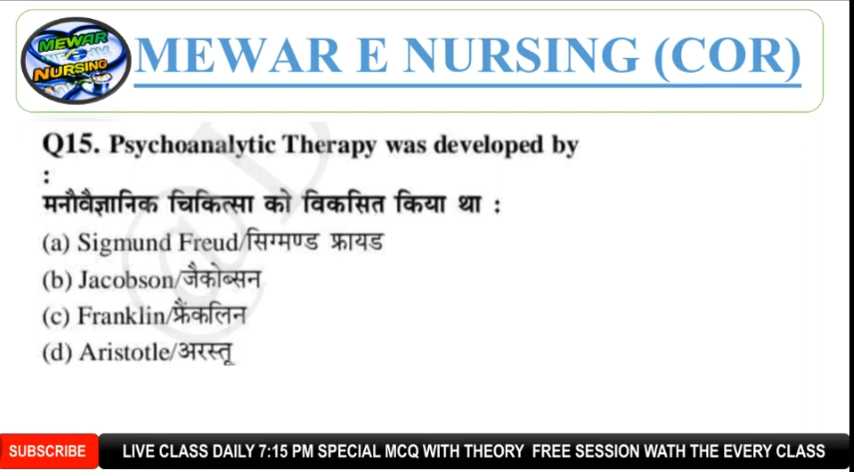 MEWAR
NURSING
MEWAR E NURSING (COR)
Q15. Psychoanalytic Therapy was developed by
:
मनौवैज्ञानिक चिकित्सा को विकसित किया था :
(a) Sigmund Freud/सिग्मण्ड फ्रायड
(b) Jacobson/जैकोब्सन
(c) Franklin/फ्रैंकलिन
(d) Aristotle/अरस्तू
SUBSCRIBE LIVE CLASS DAILY 7:15 PM SPECIAL MCQ WITH THEORY FREE SESSION WATH THE EVERY CLASS